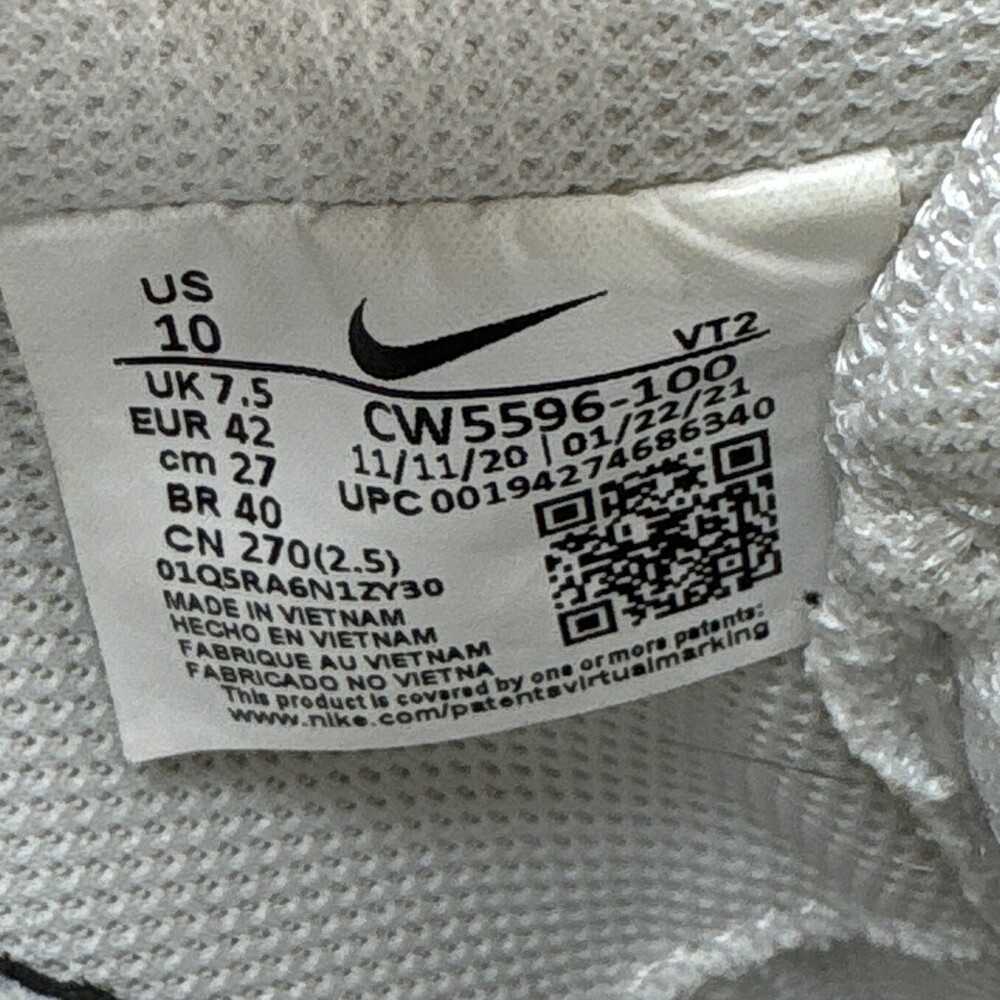 US
10
VT2
UK 7.5
EUR 42
cm 27
BR 40
CN 270(2.5)
CW5596-100
11/11/20 | 01/22/21
UPC 00194274686340
01Q5RA6N1ZY30
MADE IN VIETNAM
HECHO EN VIETNAM
FABRIQUE AU VIETNAM
FABRICADO NO VIETNA
This product is covered by one or more patents:
www.nike.com/patentsvirtualmarking